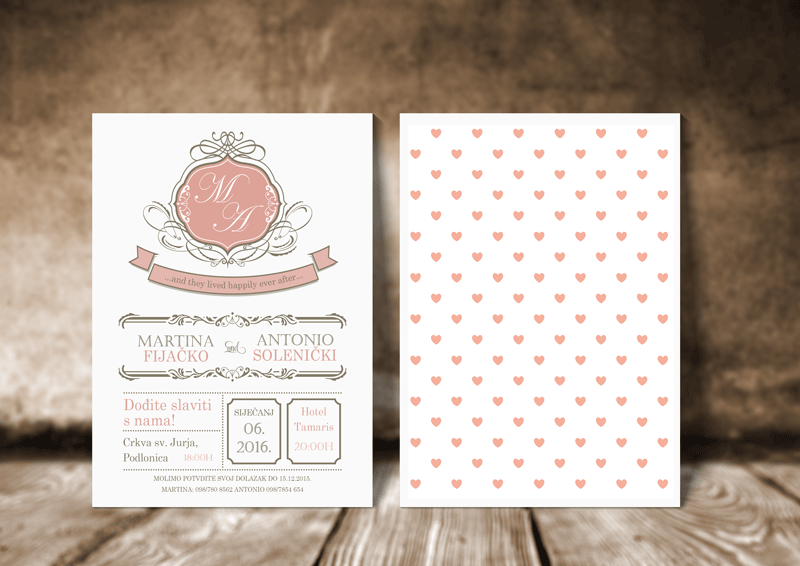 M
A
...and they lived happily ever after...
MARTINA and ANTONIO
FIJAČKO SOLENIČKI
Dođite slaviti
s nama!
Crkva sv. Jurja,
Podlonica 18:00H
SIJEČANJ
06.
2016.
Hotel
Tamaris
20:00H
MOLIMO POTVDITE SVOJ DOLAZAK DO 15.12.2015.
MARTINA: 098/780 8562 ANTONIO 098/7854 654